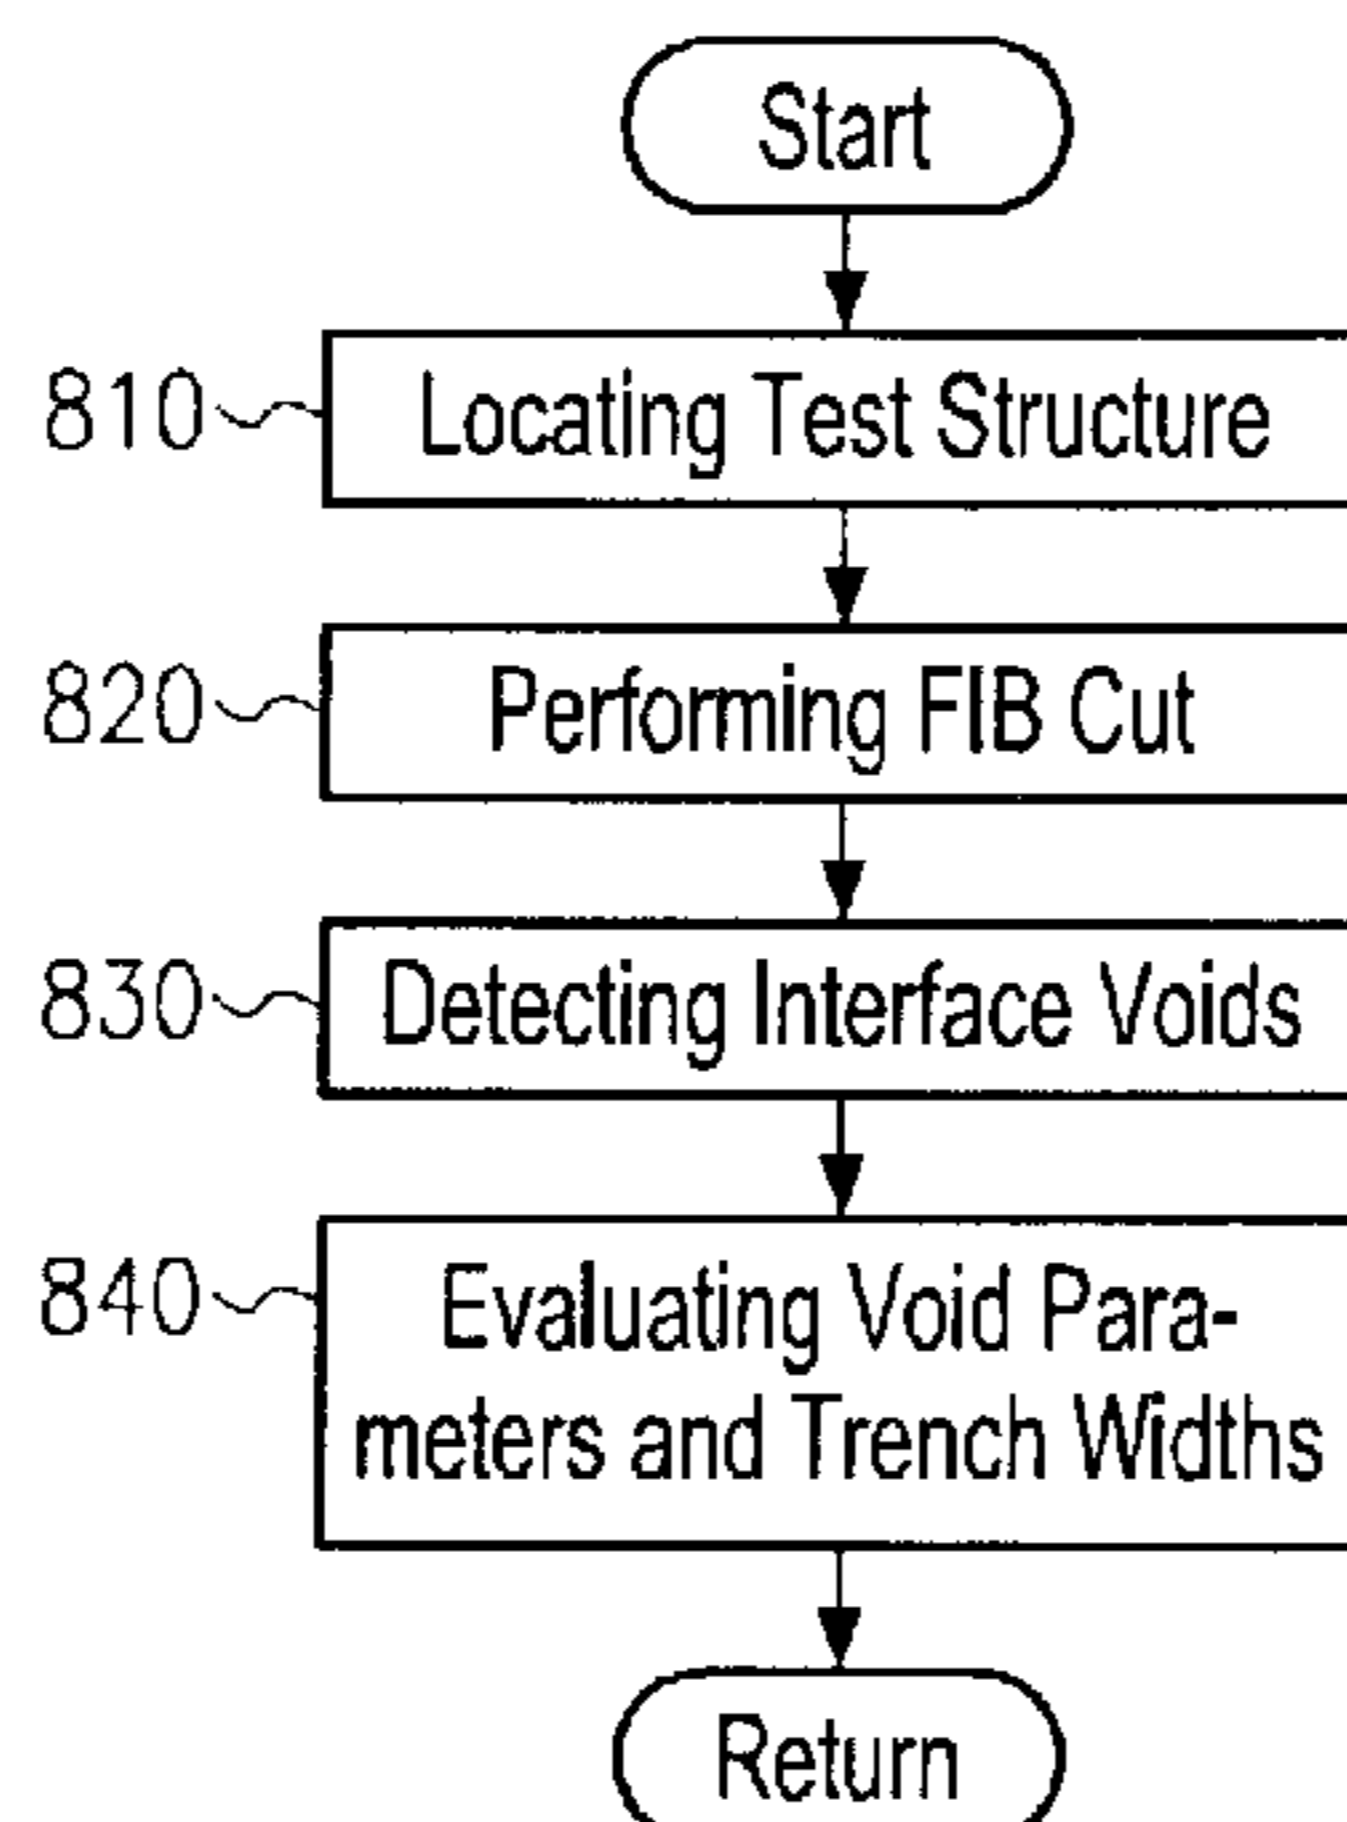 Start
810
Locating Test Structure
820
Performing FIB Cut
830
Detecting Interface Voids
840
Evaluating Void Para-
meters and Trench Widths
Return